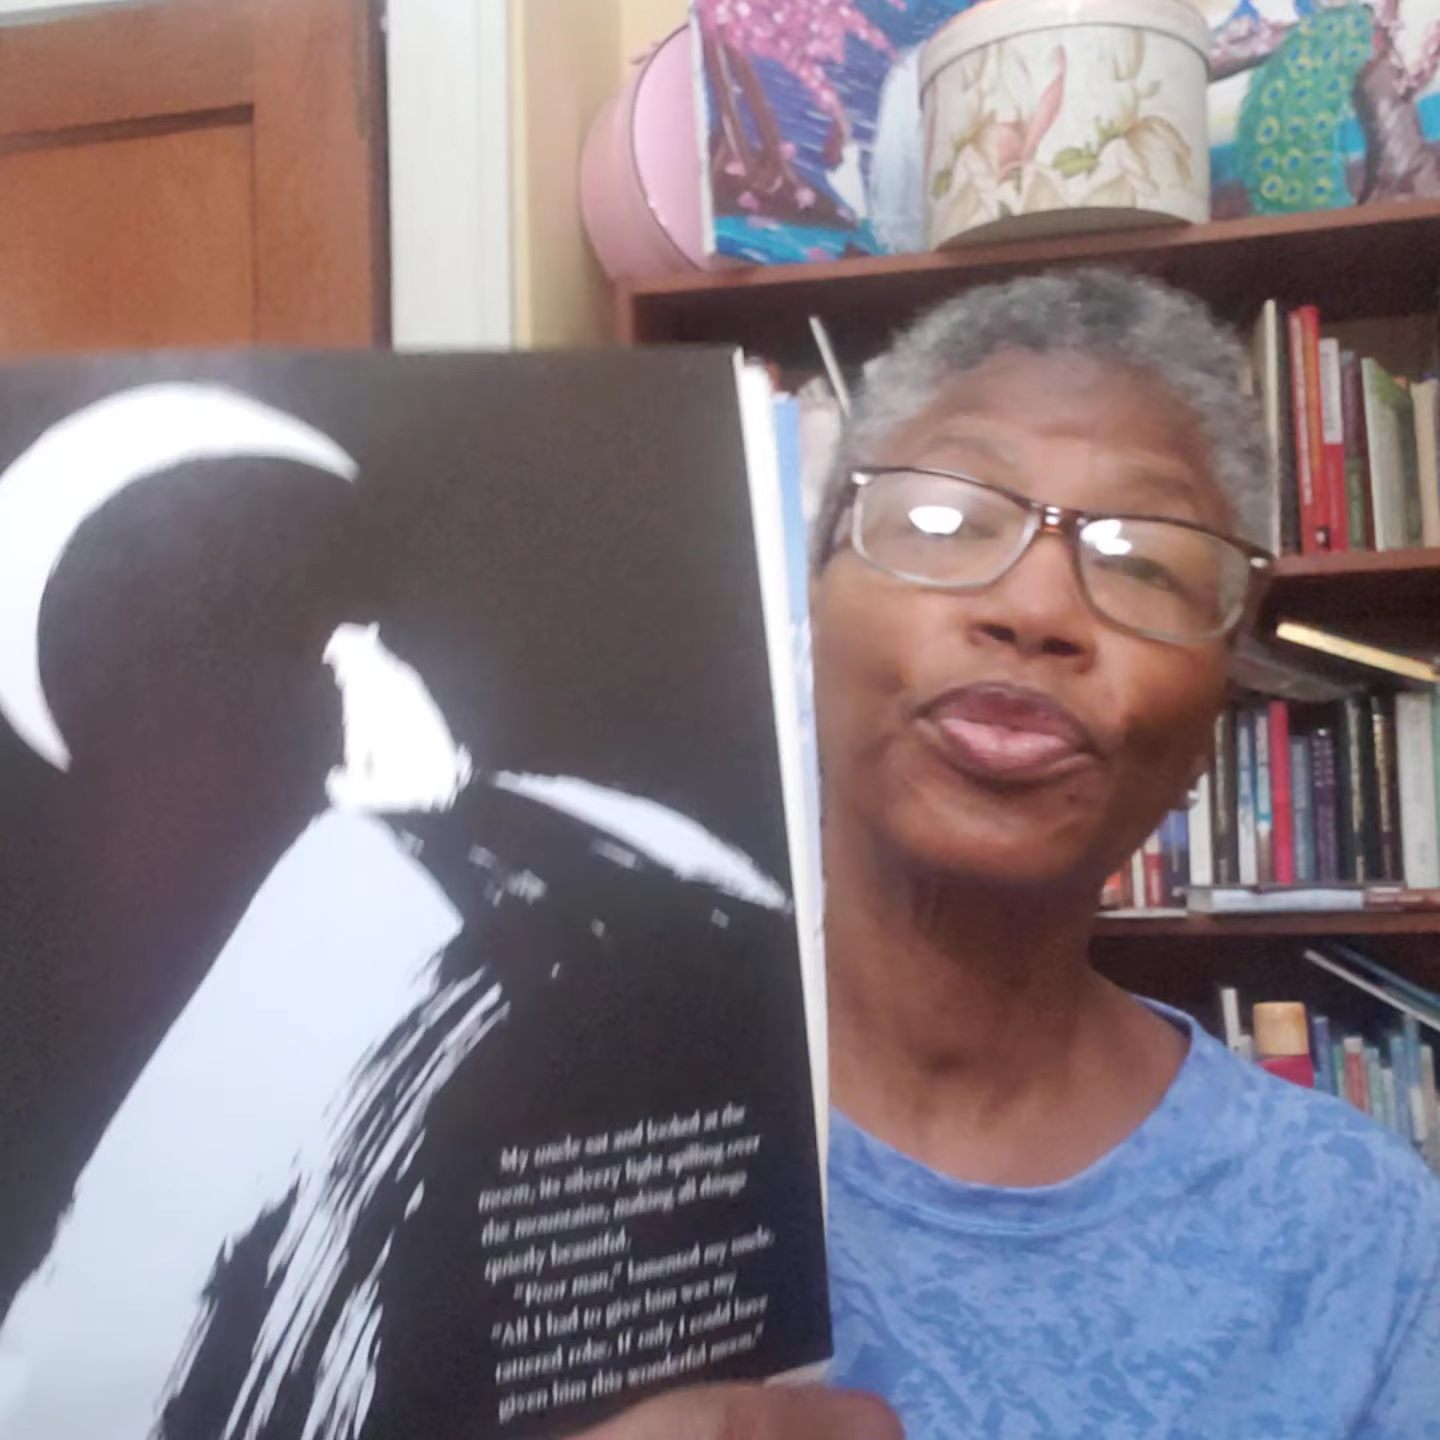 My uncle sat and looked at the
moon, its silvery light spilling over
the mountains, making all things
quietly beautiful.
"Poor man," lamented my uncle.
"All I had to give him was my
tattered robe. If only I could have
given him this wonderful moon."